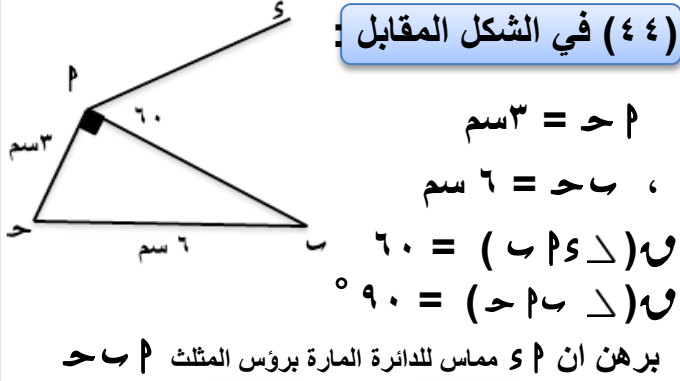 (٤٤) في الشكل المقابل :
م حـ = ٣سم
، ب حـ = ٦ سم
ق(∠ ء م ب ) = ٦٠
ق(∠ ب م حـ) = ٩٠°
برهن ان م ء مماس للدائرة المارة برؤس المثلث م ب حـ
ء
م
٦٠
٣سم
حـ
٦ سم
ب